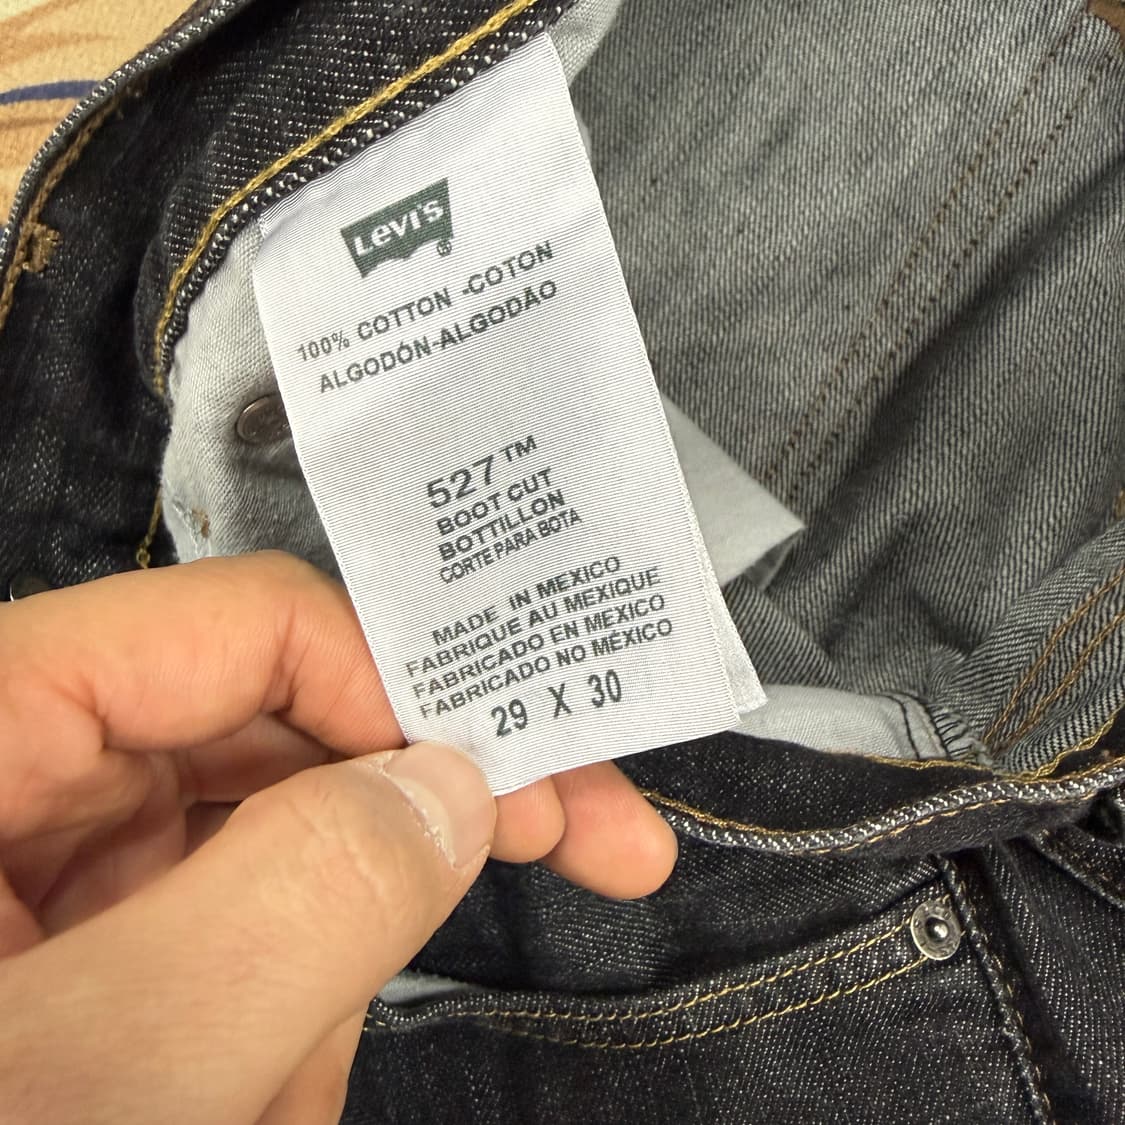 Levi's
100% COTTON -COTON
ALGODÓN-ALGODÃO
527™
BOOT CUT
BOTTILLON
CORTE PARA BOTA
MADE IN MEXICO
FABRIQUE AU MEXIQUE
FABRICADO EN MEXICO
FABRICADO NO MÉXICO
29 X 30